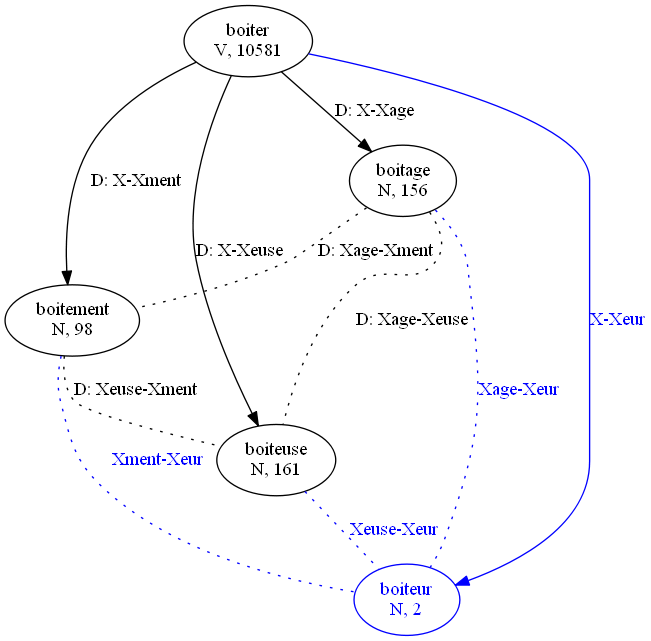 boiter
V, 10581
D: X-Xage
boitage
N, 156
D: X-Xment
D: X-Xeuse
D: Xage-Xment
boitement
N, 98
D: Xage-Xeuse
X-Xeur
D: Xeuse-Xment
Xage-Xeur
boiteuse
N, 161
Xment-Xeur
Xeuse-Xeur
boiteur
N, 2